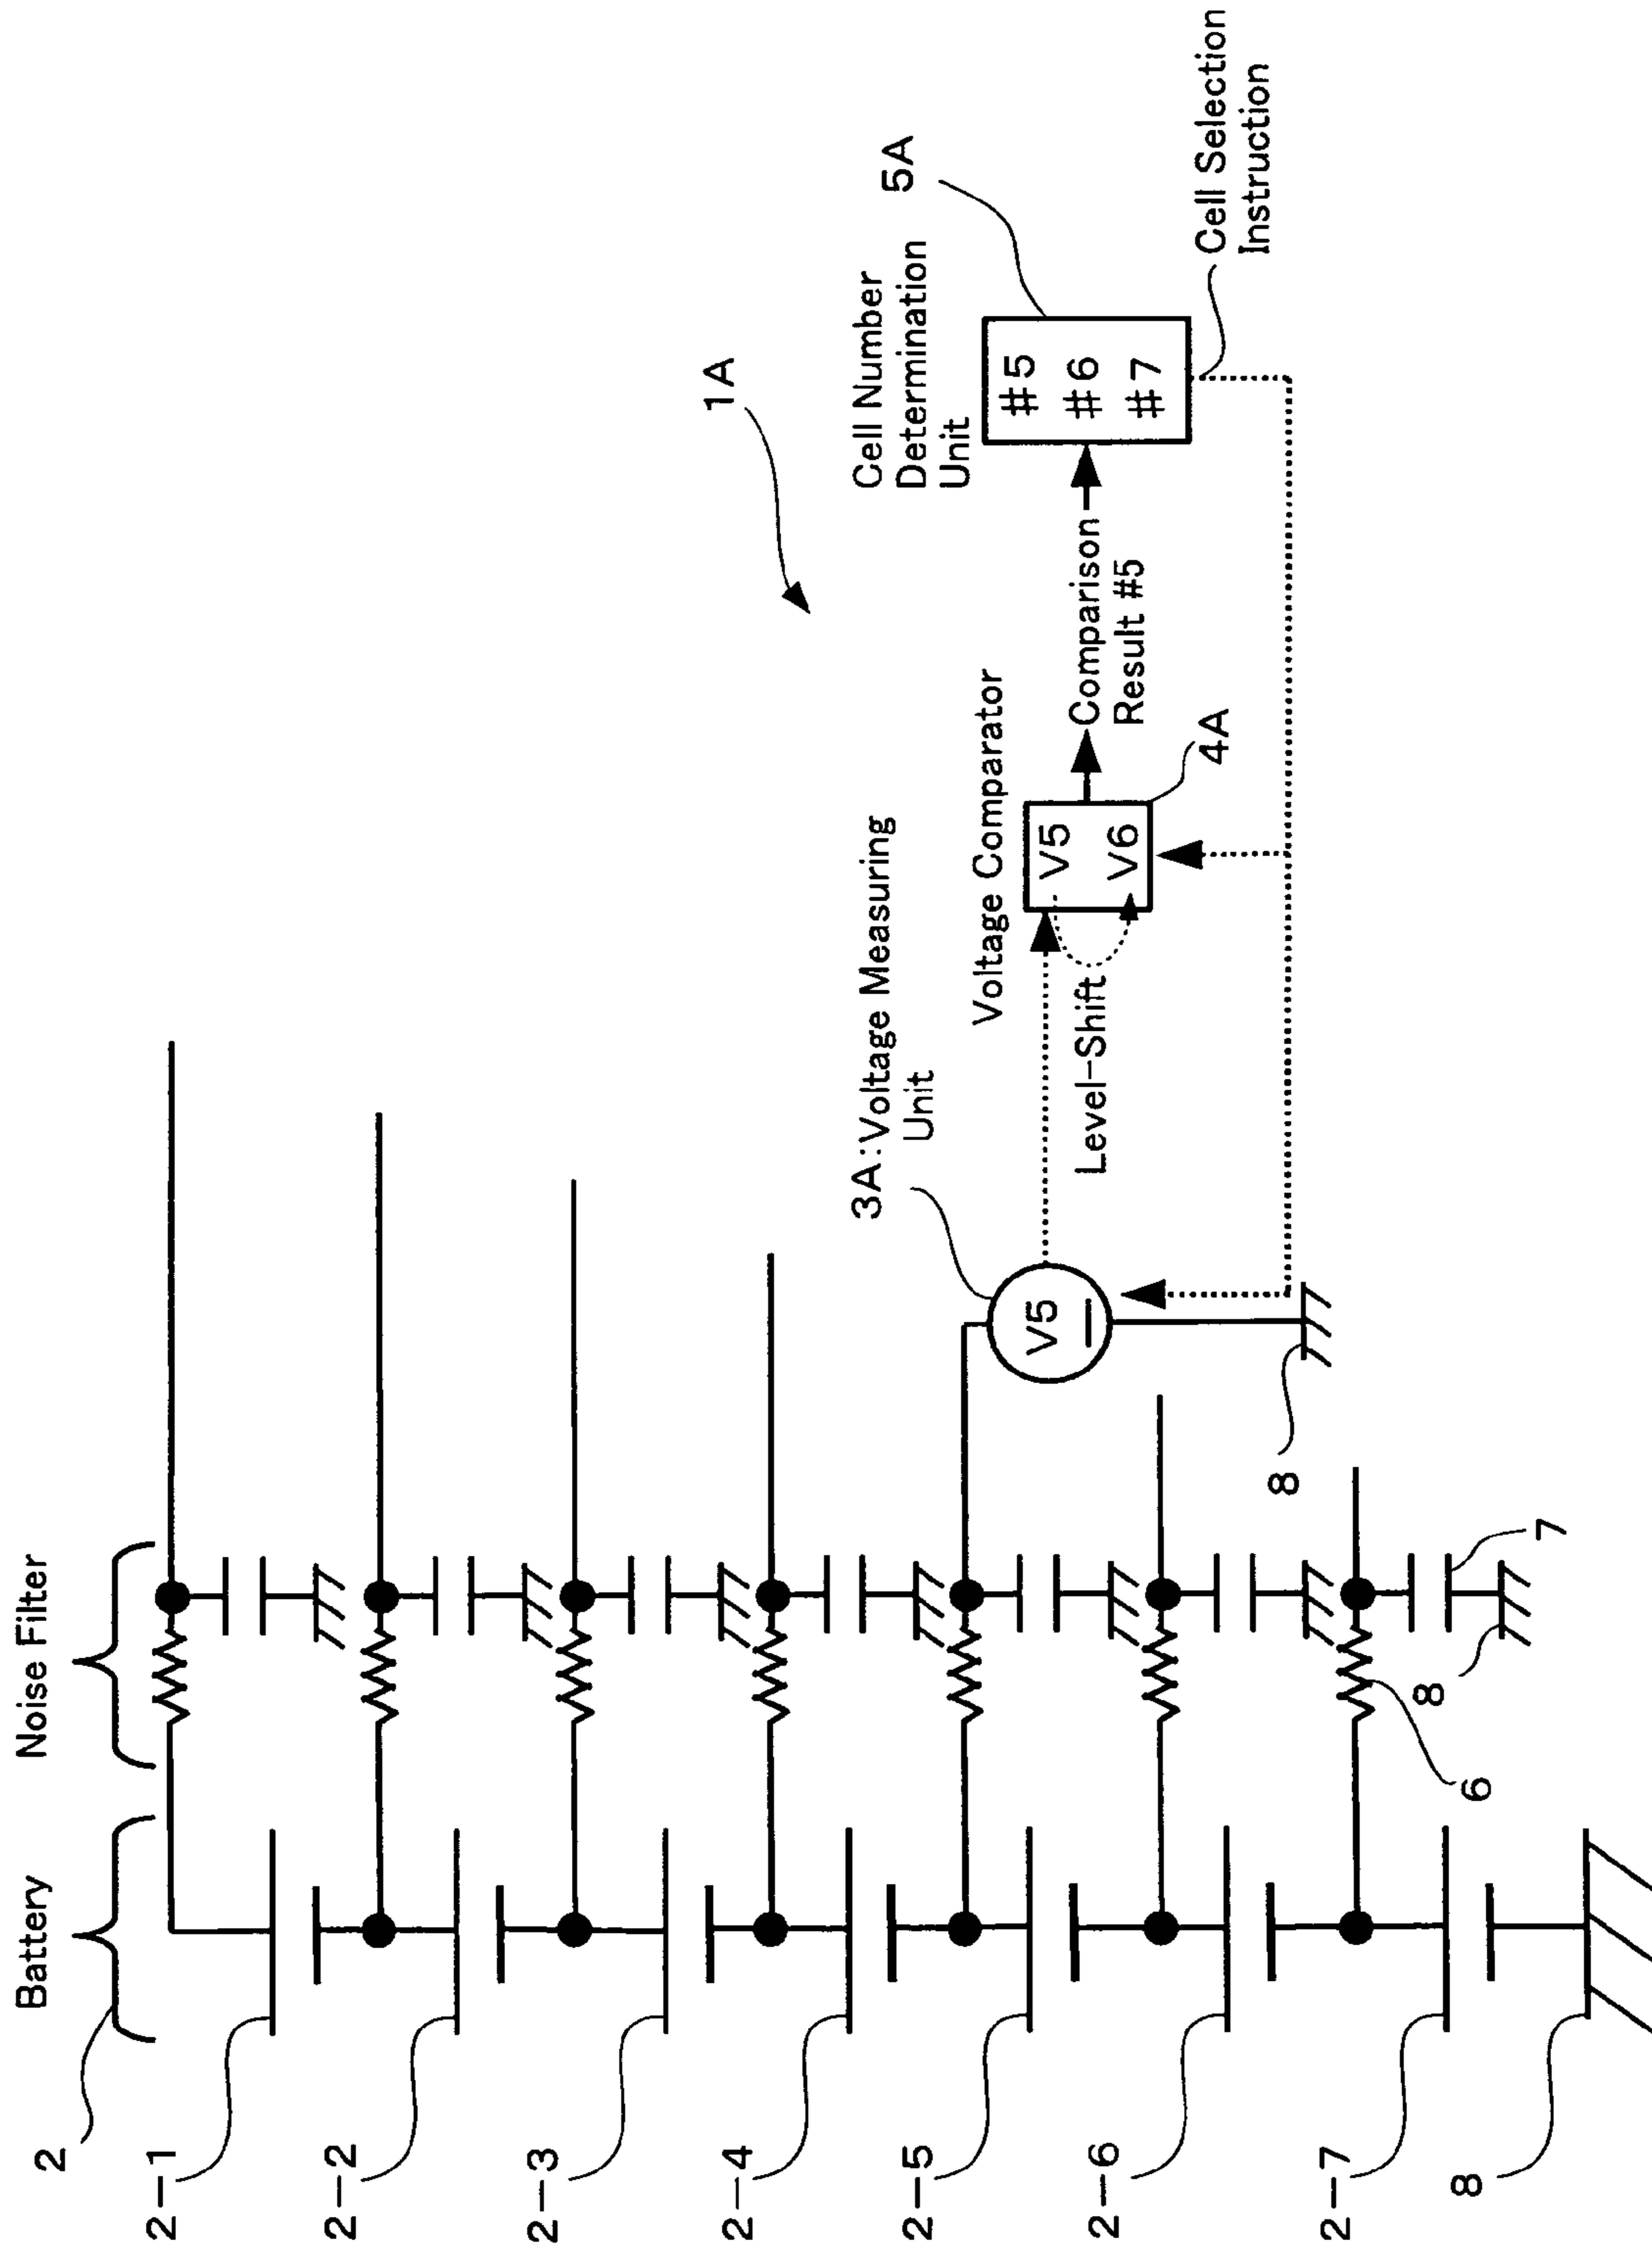 Battery
Noise Filter
2
2-1
2-2
2-3
2-4
2-5
2-6
2-7
8
6
7
8
8
3A:Voltage Measuring
Unit
V5
Voltage Comparator
V5
V6
Level-Shift
4A
Comparison
Result #5
1A
Cell Number
Determination
Unit
5A
#5
#6
#7
Cell Selection
Instruction